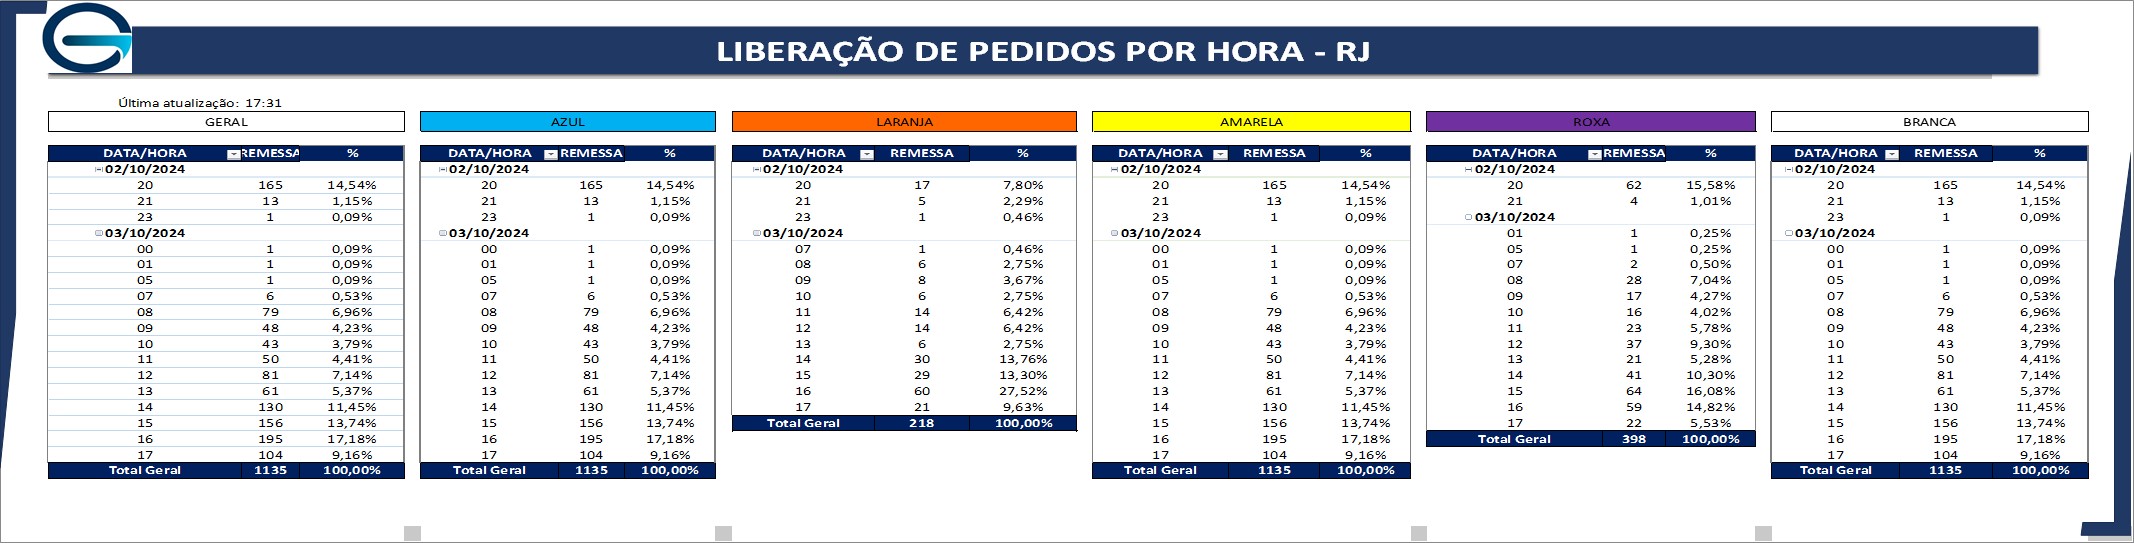 LIBERAÇÃO DE PEDIDOS POR HORA - RJ
Última atualização: 17:31
GERAL
DATA/HORA REMESSA %
02/10/2024
20 165 14,54%
21 13 1,15%
23 1 0,09%
03/10/2024
00 1 0,09%
01 1 0,09%
05 1 0,09%
07 6 0,53%
08 79 6,96%
09 48 4,23%
10 43 3,79%
11 50 4,41%
12 81 7,14%
13 61 5,37%
14 130 11,45%
15 156 13,74%
16 195 17,18%
17 104 9,16%
Total Geral 1135 100,00%
AZUL
DATA/HORA REMESSA %
02/10/2024
20 165 14,54%
21 13 1,15%
23 1 0,09%
03/10/2024
00 1 0,09%
01 1 0,09%
05 1 0,09%
07 6 0,53%
08 79 6,96%
09 48 4,23%
10 43 3,79%
11 50 4,41%
12 81 7,14%
13 61 5,37%
14 130 11,45%
15 156 13,74%
16 195 17,18%
17 104 9,16%
Total Geral 1135 100,00%
LARANJA
DATA/HORA REMESSA %
02/10/2024
20 17 7,80%
21 5 2,29%
23 1 0,46%
03/10/2024
07 1 0,46%
08 6 2,75%
09 8 3,67%
10 6 2,75%
11 14 6,42%
12 14 6,42%
13 6 2,75%
14 30 13,76%
15 29 13,30%
16 60 27,52%
17 21 9,63%
Total Geral 218 100,00%
AMARELA
DATA/HORA REMESSA %
02/10/2024
20 165 14,54%
21 13 1,15%
23 1 0,09%
03/10/2024
00 1 0,09%
01 1 0,09%
05 1 0,09%
07 6 0,53%
08 79 6,96%
09 48 4,23%
10 43 3,79%
11 50 4,41%
12 81 7,14%
13 61 5,37%
14 130 11,45%
15 156 13,74%
16 195 17,18%
17 104 9,16%
Total Geral 1135 100,00%
ROXA
DATA/HORA REMESSA %
02/10/2024
20 62 15,58%
21 4 1,01%
03/10/2024
01 1 0,25%
05 1 0,25%
07 2 0,50%
08 28 7,04%
09 17 4,27%
10 16 4,02%
11 23 5,78%
12 37 9,30%
13 21 5,28%
14 41 10,30%
15 64 16,08%
16 59 14,82%
17 22 5,53%
Total Geral 398 100,00%
BRANCA
DATA/HORA REMESSA %
02/10/2024
20 165 14,54%
21 13 1,15%
23 1 0,09%
03/10/2024
00 1 0,09%
01 1 0,09%
05 1 0,09%
07 6 0,53%
08 79 6,96%
09 48 4,23%
10 43 3,79%
11 50 4,41%
12 81 7,14%
13 61 5,37%
14 130 11,45%
15 156 13,74%
16 195 17,18%
17 104 9,16%
Total Geral 1135 100,00%